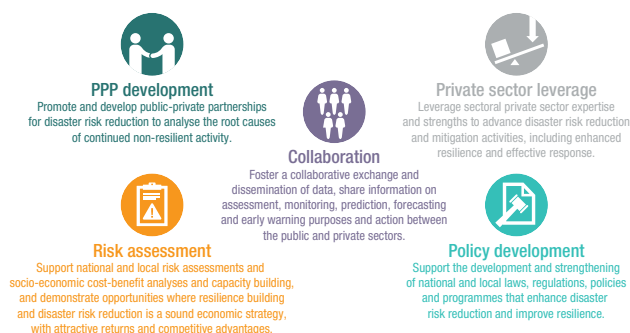 PPP development
Promote and develop public-private partnerships
for disaster risk reduction to analyse the root causes
of continued non-resilient activity.
Private sector leverage
Leverage sectoral private sector expertise
and strengths to advance disaster risk reduction
and mitigation activities, including enhanced
resilience and effective response.
Collaboration
Foster a collaborative exchange and
dissemination of data, share information on
assessment, monitoring, prediction, forecasting
and early warning purposes and action between
the public and private sectors.
Risk assessment
Support national and local risk assessments and
socio-economic cost-benefit analyses and capacity building,
and demonstrate opportunities where resilience building
and disaster risk reduction is a sound economic strategy,
with attractive returns and competitive advantages.
Policy development
Support the development and strengthening
of national and local laws, regulations, policies
and programmes that enhance disaster
risk reduction and improve resilience.